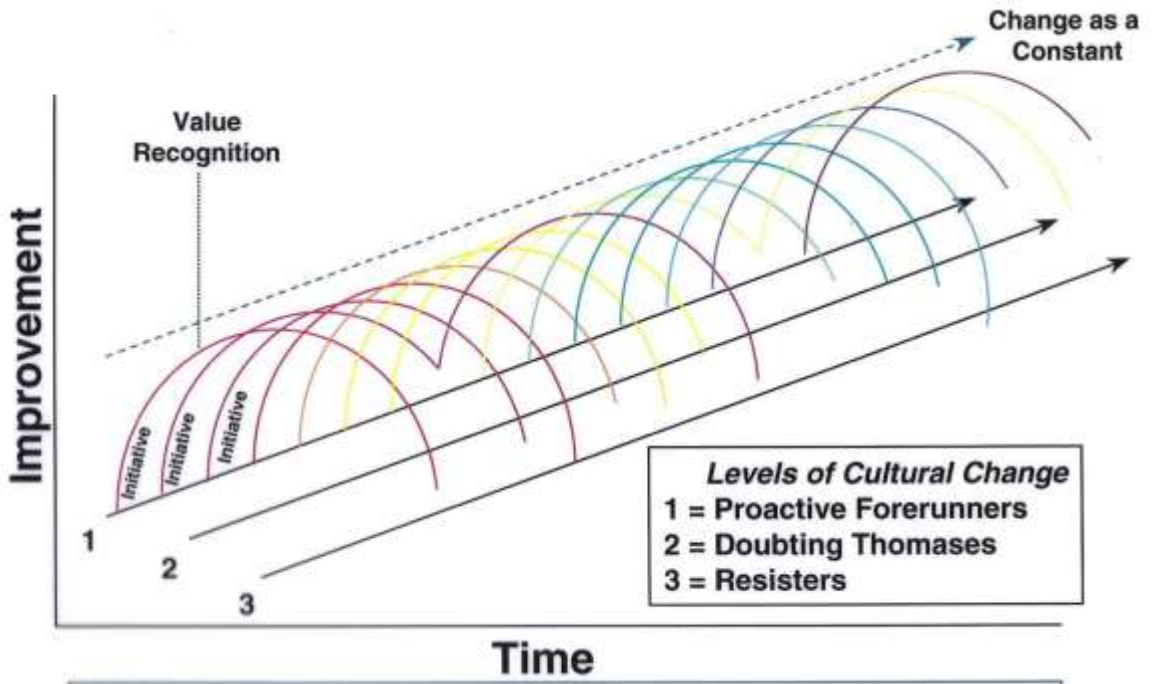 Change as a
Constant
Value
Recognition
Improvement
Initiative
Initiative
Initiative
1
2
3
Levels of Cultural Change
1 = Proactive Forerunners
2 = Doubting Thomases
3 = Resisters
Time